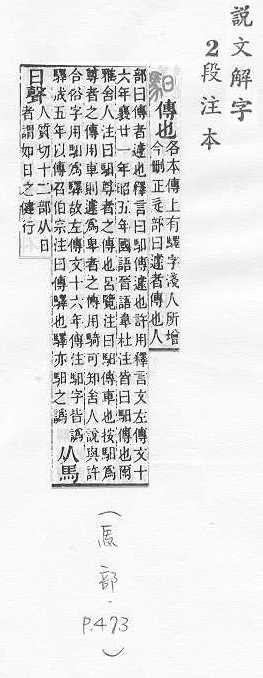 說文解字
2段注本
馹 傳也 各本傳上有驛字淺人所增
今刪正辵部曰遽者傳也人
部曰傳者遽也釋言曰馹傳遽也許用釋言文左傳文十
六年襄廿一年昭五年國語晉語韋杜注皆曰馹傳也爾
雅舍人注曰馹尊者之傳也呂覽注曰馹傳車也按馹爲
尊者之傳用車則遽爲卑者之傳用騎可知舍人說與許
合俗字用馹爲驛故左傳文十六年傳注馹字皆譌
驛成五年以傳召伯宗注曰傳驛也驛亦馹之譌 从馬
日聲 人質切十二部从日
者謂如日之健行
(馬部.P.473)